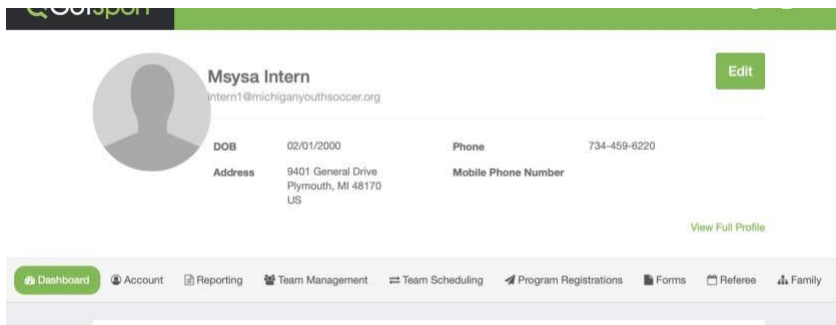 Msysa Intern
Edit
intern1@michiganyouthsoccer.org
DOB 02/01/2000 Phone 734-459-6220
Address 9401 General Drive Mobile Phone Number
Plymouth, MI 48170
US
View Full Profile
Dashboard Account Reporting Team Management Team Scheduling Program Registrations Forms Referee Family